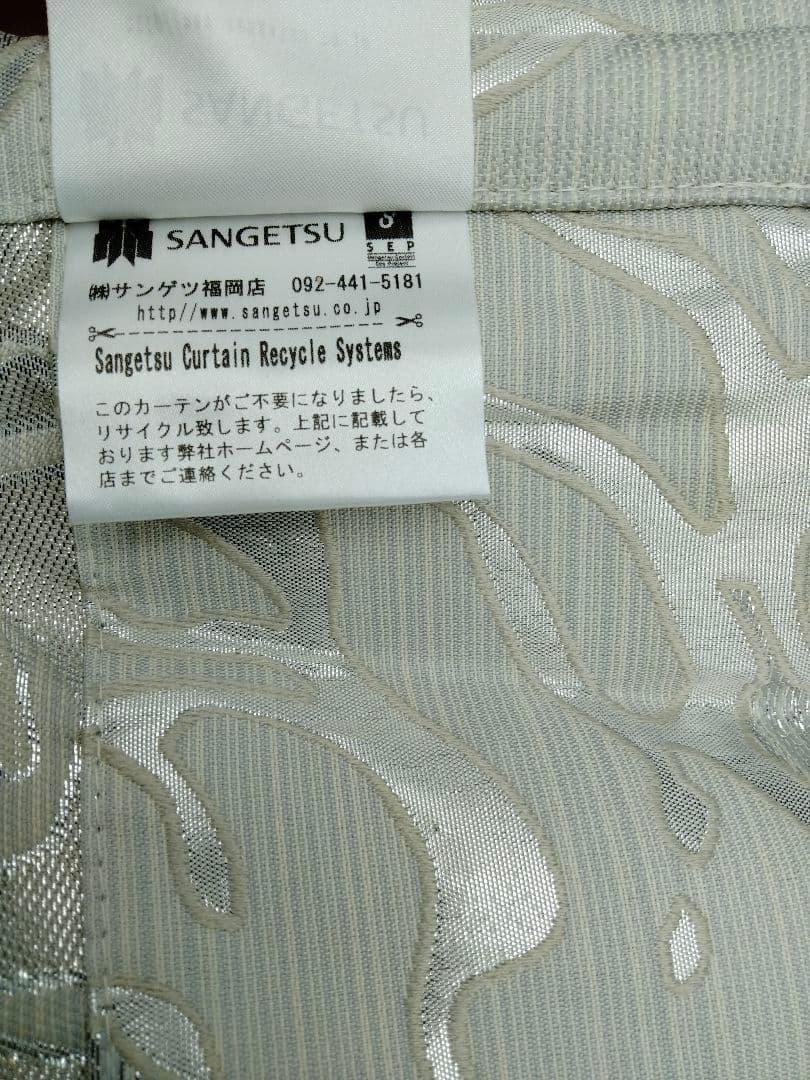 SANGETSU
SANGETSU
SEP
㈱サンゲツ福岡店 092-441-5181
http//www.sangetsu.co.jp
Sangetsu Curtain Recycle Systems
このカーテンがご不要になりましたら、
リサイクル致します。上記に記載して
おります弊社ホームページ、または各
店までご連絡ください。